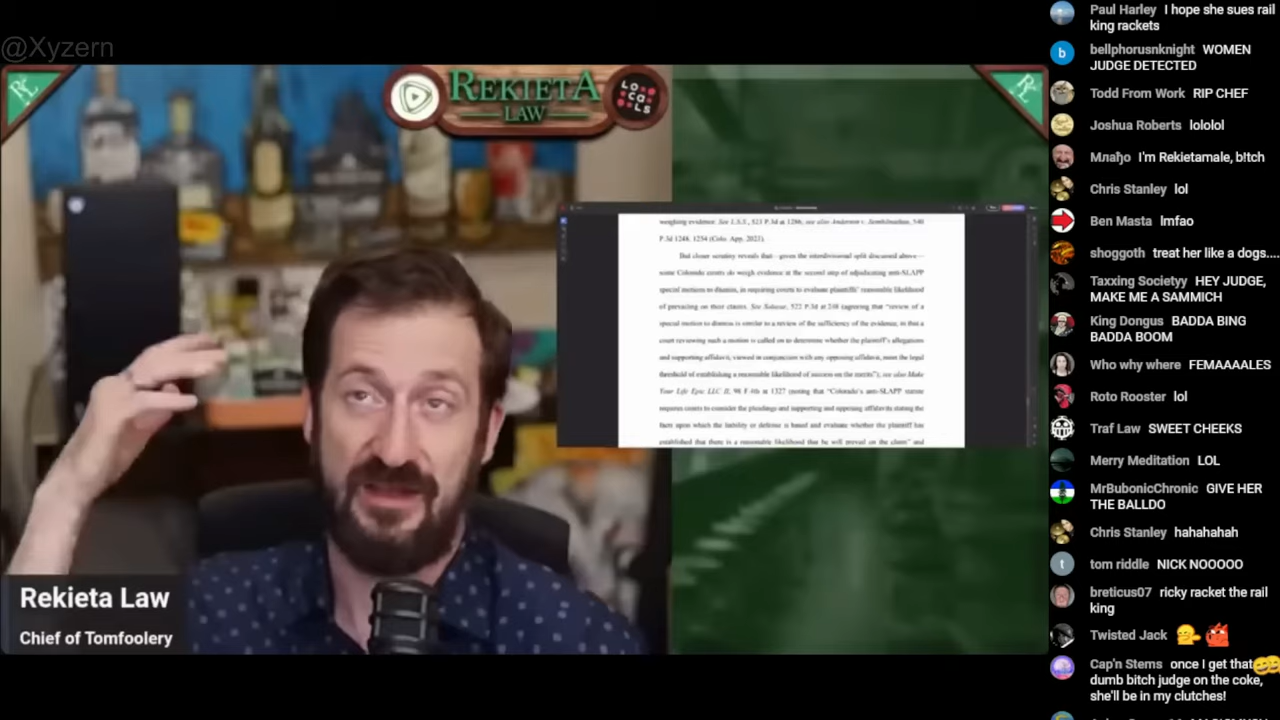 @Xyzern
REKIETA
LAW
LOCALS
weighing evidence. See L.S.S., 523 P.3d at 1286; see also Anderson v. Senthilnathan, 540
P.3d 1248, 1254 (Colo. App. 2023).
But closer scrutiny reveals that—given the interdivisional split discussed above—
some Colorado courts do weigh evidence at the second step of adjudicating anti-SLAPP
special motions to dismiss, in requiring courts to evaluate plaintiffs' reasonable likelihood
of prevailing on their claims. See Salazar, 522 P.3d at 248 (agreeing that "review of a
special motion to dismiss is similar to a review of the sufficiency of the evidence, in that a
court reviewing such a motion is called on to determine whether the plaintiff's allegations
and supporting affidavit, viewed in conjunction with any opposing affidavit, meet the legal
threshold of establishing a reasonable likelihood of success on the merits"); see also Make
Your Life Epic LLC II, 98 F.4th at 1327 (noting that "Colorado's anti-SLAPP statute
requires courts to consider the pleadings and supporting and opposing affidavits stating the
facts upon which the liability or defense is based and evaluate whether the plaintiff has
established that there is a reasonable likelihood that he will prevail on the claim" and
Rekieta Law
Chief of Tomfoolery
Paul Harley I hope she sues rail
king rackets
bellphorusnknight WOMEN
JUDGE DETECTED
Todd From Work RIP CHEF
Joshua Roberts lololol
Млађо I'm Rekietamale, b!tch
Chris Stanley lol
Ben Masta lmfao
shoggoth treat her like a dogs....
Taxxing Societyy HEY JUDGE,
MAKE ME A SAMMICH
King Dongus BADDA BING
BADDA BOOM
Who why where FEMAAAALES
Roto Rooster lol
Traf Law SWEET CHEEKS
Merry Meditation LOL
MrBubonicChronic GIVE HER
THE BALLDO
Chris Stanley hahahahah
tom riddle NICK NOOOOO
breticus07 ricky racket the rail
king
Twisted Jack
Cap'n Stems once I get that
dumb bitch judge on the coke,
she'll be in my clutches!